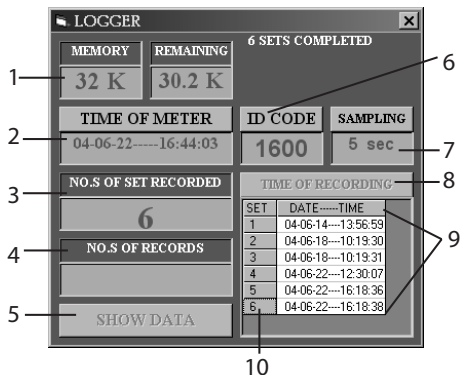 LOGGER
6 SETS COMPLETED
MEMORY
REMAINING
32 K
30.2 K
TIME OF METER
ID CODE
SAMPLING
04-06-22-----16:44:03
1600
5 sec
NO.S OF SET RECORDED
TIME OF RECORDING
6
SET DATE------TIME
1 04-06-14----13:56:59
2 04-06-18----10:19:30
3 04-06-18----10:19:31
4 04-06-22----12:30:07
5 04-06-22----16:18:36
6 04-06-22----16:18:38
NO.S OF RECORDS
SHOW DATA
1
2
3
4
5
6
7
8
9
10